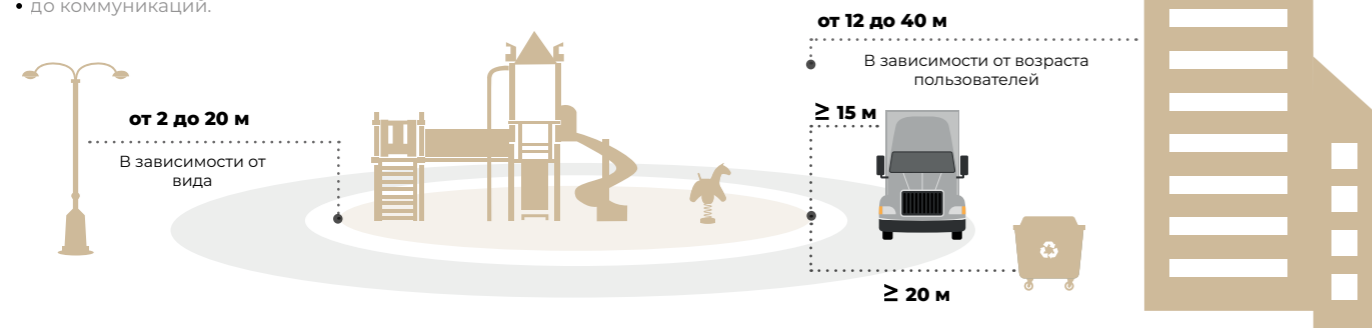 • до коммуникаций.
от 12 до 40 м
В зависимости от возраста
пользователей
≥ 15 м
от 2 до 20 м
В зависимости от
вида
≥ 20 м